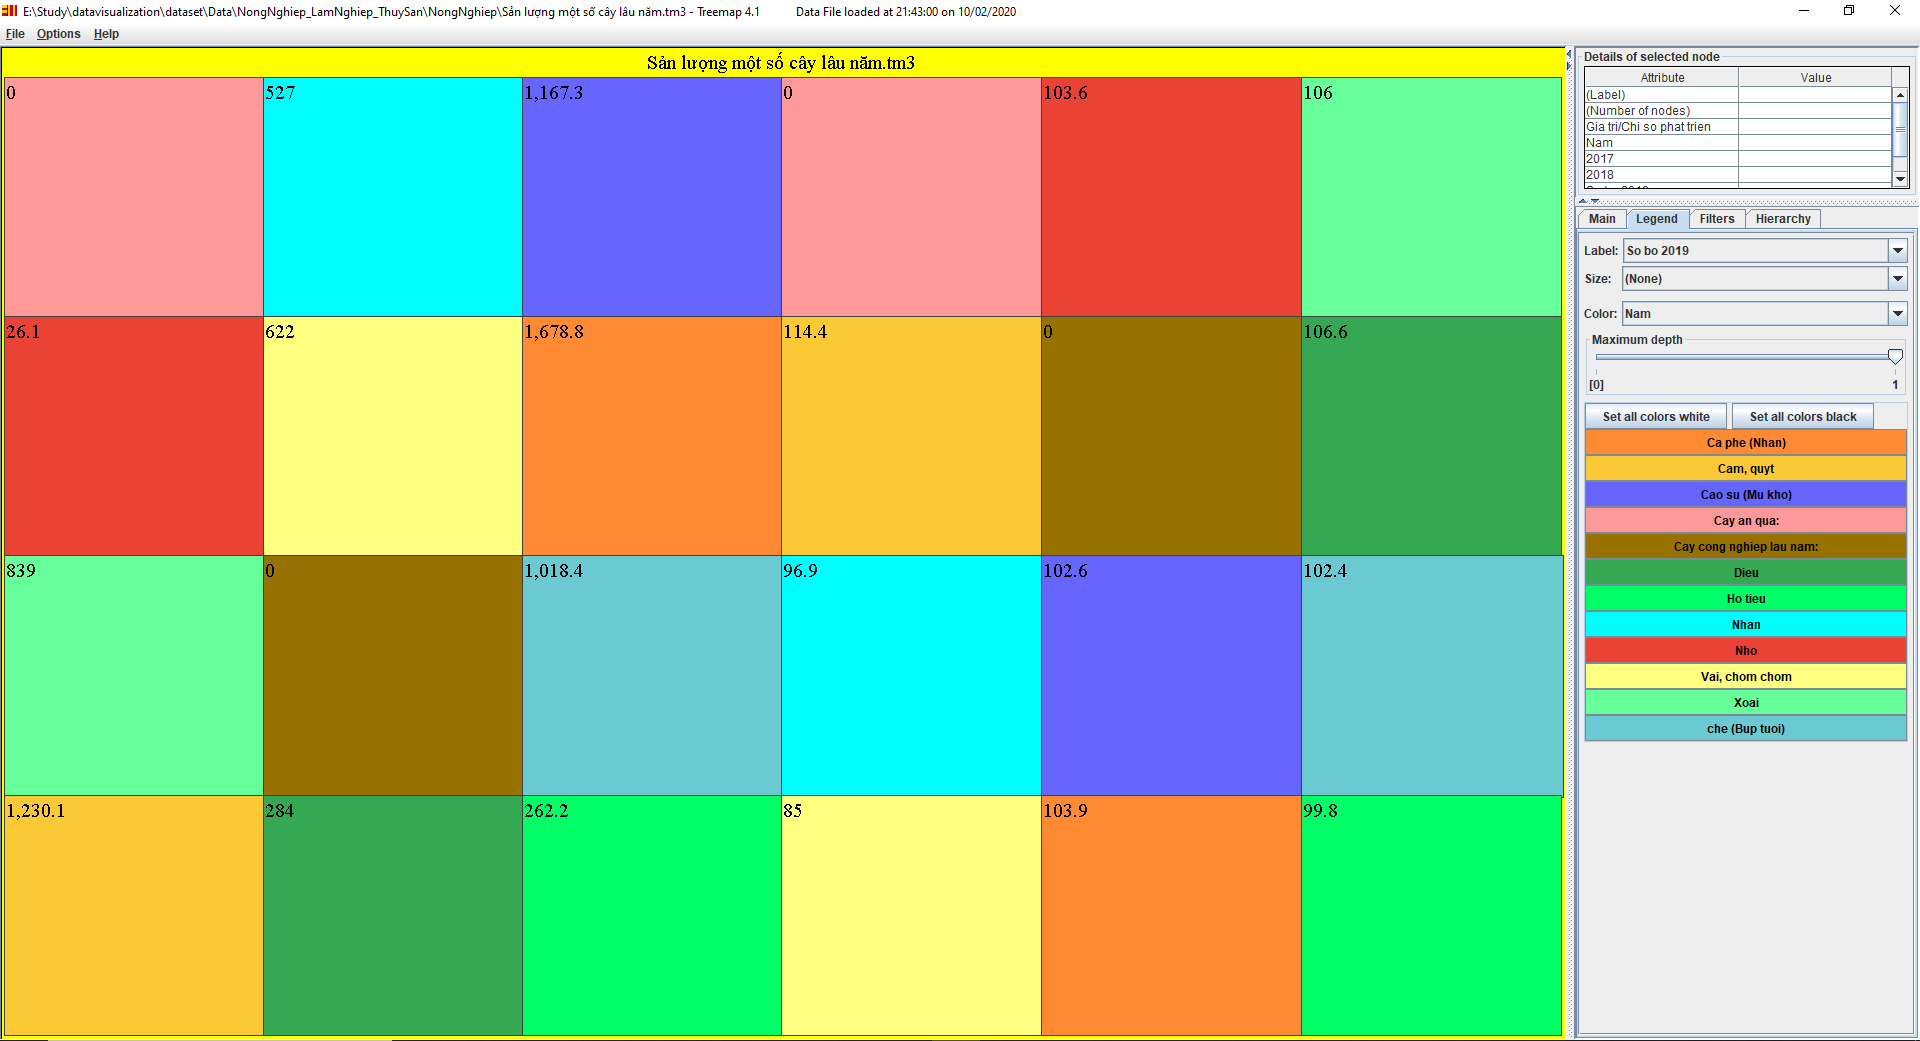 E:\Study\datavisualization\dataset\Data\NongNghiep_LamNghiep_ThuySan\NongNghiep\Sản lượng một số cây lâu năm.tm3 - Treemap 4.1 Data File loaded at 21:43:00 on 10/02/2020
File Options Help
Sản lượng một số cây lâu năm.tm3
0 527 1,167.3 0 103.6 106
26.1 622 1,678.8 114.4 0 106.6
839 0 1,018.4 96.9 102.6 102.4
1,230.1 284 262.2 85 103.9 99.8
Details of selected node
Attribute Value
(Label)
(Number of nodes)
Gia tri/Chi so phat trien
Nam
2017
2018
Main Legend Filters Hierarchy
Label: So bo 2019
Size: (None)
Color: Nam
Maximum depth
[0] 1
Set all colors white Set all colors black
Ca phe (Nhan)
Cam, quyt
Cao su (Mu kho)
Cay an qua:
Cay cong nghiep lau nam:
Dieu
Ho tieu
Nhan
Nho
Vai, chom chom
Xoai
che (Bup tuoi)